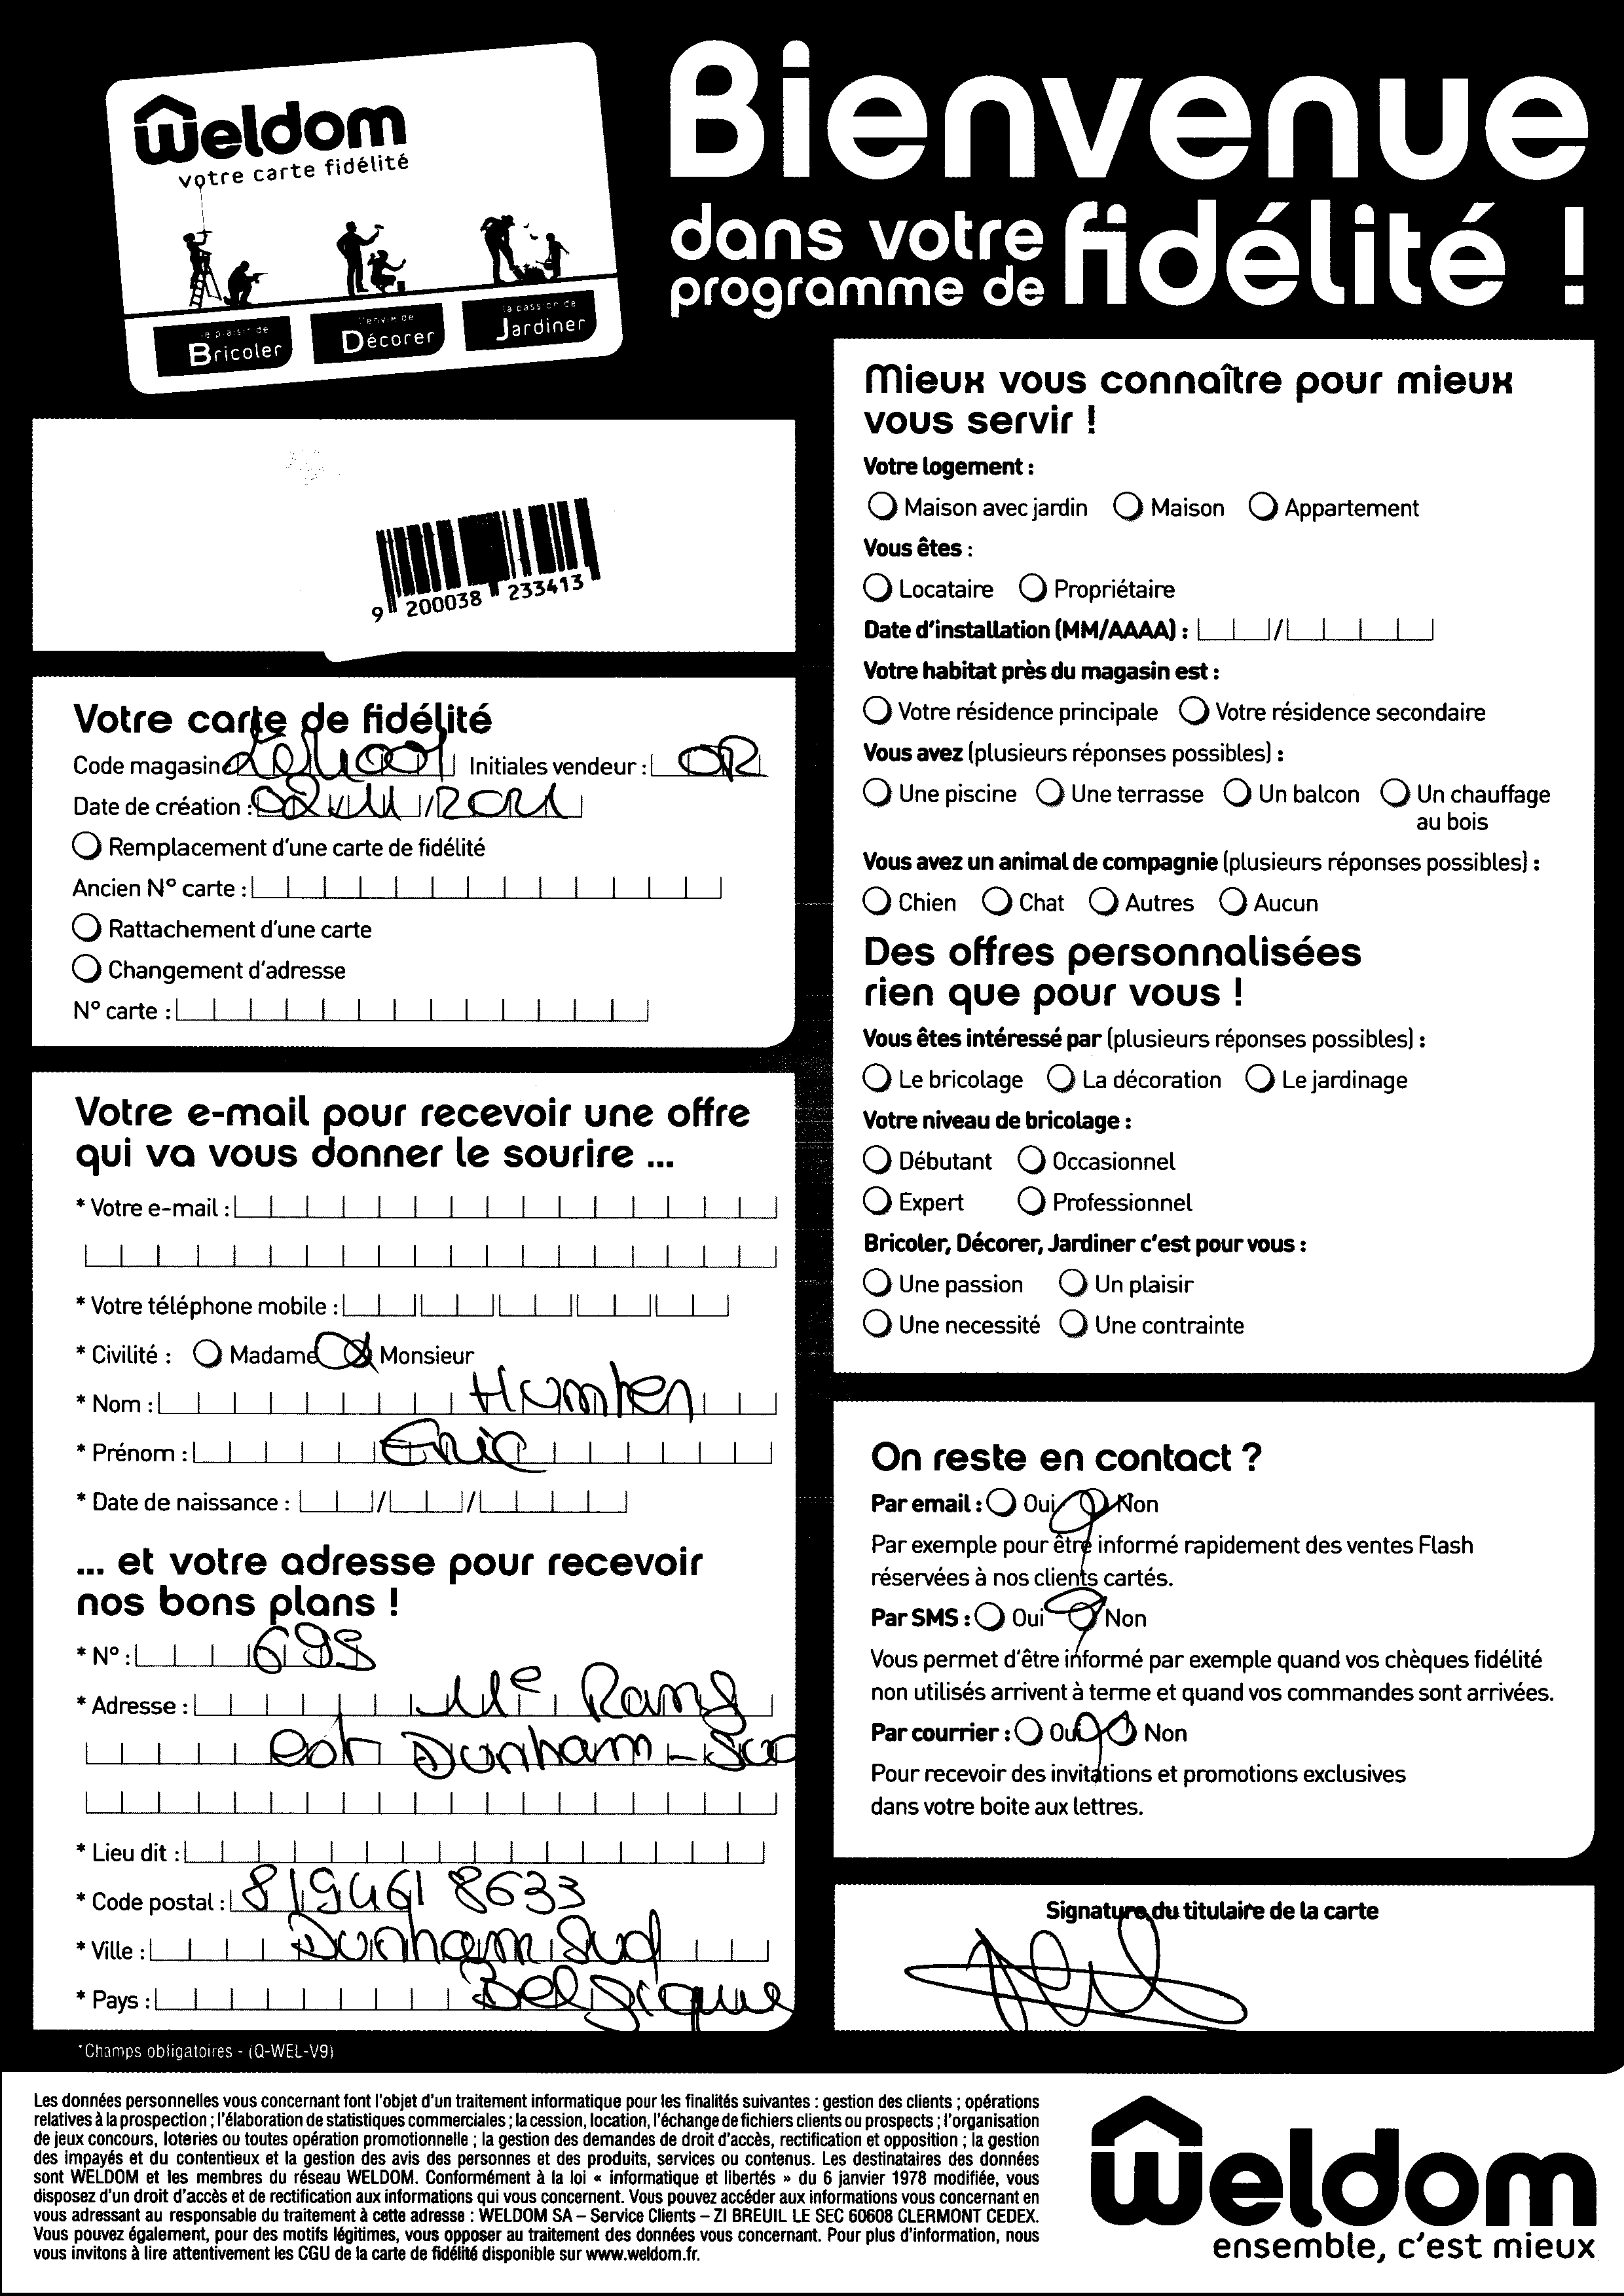 weldom
votre carte fidélité
le plaisir de
Bricoler
l'envie de
Décorer
la passion de
Jardiner
Bienvenue
dans votre
programme de fidélité !
9 200038 233413
Votre carte de fidélité
Code magasin Initiales vendeur : OR
Date de création :
Remplacement d'une carte de fidélité
Ancien N° carte :
Rattachement d'une carte
Changement d'adresse
N° carte :
Votre e-mail pour recevoir une offre
qui va vous donner le sourire ...
* Votre e-mail :
* Votre téléphone mobile :
* Civilité : Madame Monsieur
* Nom : Humten
* Prénom : Eric
* Date de naissance : / /
... et votre adresse pour recevoir
nos bons plans !
* N° : 698
* Adresse : Rang
Dunham-Sud
* Lieu dit :
* Code postal : 819461 8633
* Ville : Dunham Sud
* Pays : Belgique
*Champs obligatoires - (Q-WEL-V9)
Mieux vous connaître pour mieux
vous servir !
Votre logement :
Maison avec jardin Maison Appartement
Vous êtes :
Locataire Propriétaire
Date d'installation (MM/AAAA) : /
Votre habitat près du magasin est :
Votre résidence principale Votre résidence secondaire
Vous avez (plusieurs réponses possibles) :
Une piscine Une terrasse Un balcon Un chauffage
au bois
Vous avez un animal de compagnie (plusieurs réponses possibles) :
Chien Chat Autres Aucun
Des offres personnalisées
rien que pour vous !
Vous êtes intéressé par (plusieurs réponses possibles) :
Le bricolage La décoration Le jardinage
Votre niveau de bricolage :
Débutant Occasionnel
Expert Professionnel
Bricoler, Décorer, Jardiner c'est pour vous :
Une passion Un plaisir
Une necessité Une contrainte
On reste en contact ?
Par email : Oui Non
Par exemple pour être informé rapidement des ventes Flash
réservées à nos clients cartés.
Par SMS : Oui Non
Vous permet d'être informé par exemple quand vos chèques fidélité
non utilisés arrivent à terme et quand vos commandes sont arrivées.
Par courrier : Oui Non
Pour recevoir des invitations et promotions exclusives
dans votre boite aux lettres.
Signature du titulaire de la carte
Les données personnelles vous concernant font l'objet d'un traitement informatique pour les finalités suivantes : gestion des clients ; opérations
relatives à la prospection ; l'élaboration de statistiques commerciales ; la cession, location, l'échange de fichiers clients ou prospects ; l'organisation
de jeux concours, loteries ou toutes opération promotionnelle ; la gestion des demandes de droit d'accès, rectification et opposition ; la gestion
des impayés et du contentieux et la gestion des avis des personnes et des produits, services ou contenus. Les destinataires des données
sont WELDOM et les membres du réseau WELDOM. Conformément à la loi « informatique et libertés » du 6 janvier 1978 modifiée, vous
disposez d'un droit d'accès et de rectification aux informations qui vous concernent. Vous pouvez accéder aux informations vous concernant en
vous adressant au responsable du traitement à cette adresse : WELDOM SA – Service Clients – ZI BREUIL LE SEC 60608 CLERMONT CEDEX.
Vous pouvez également, pour des motifs légitimes, vous opposer au traitement des données vous concernant. Pour plus d'information, nous
vous invitons à lire attentivement les CGU de la carte de fidélité disponible sur www.weldom.fr.
weldom
ensemble, c'est mieux